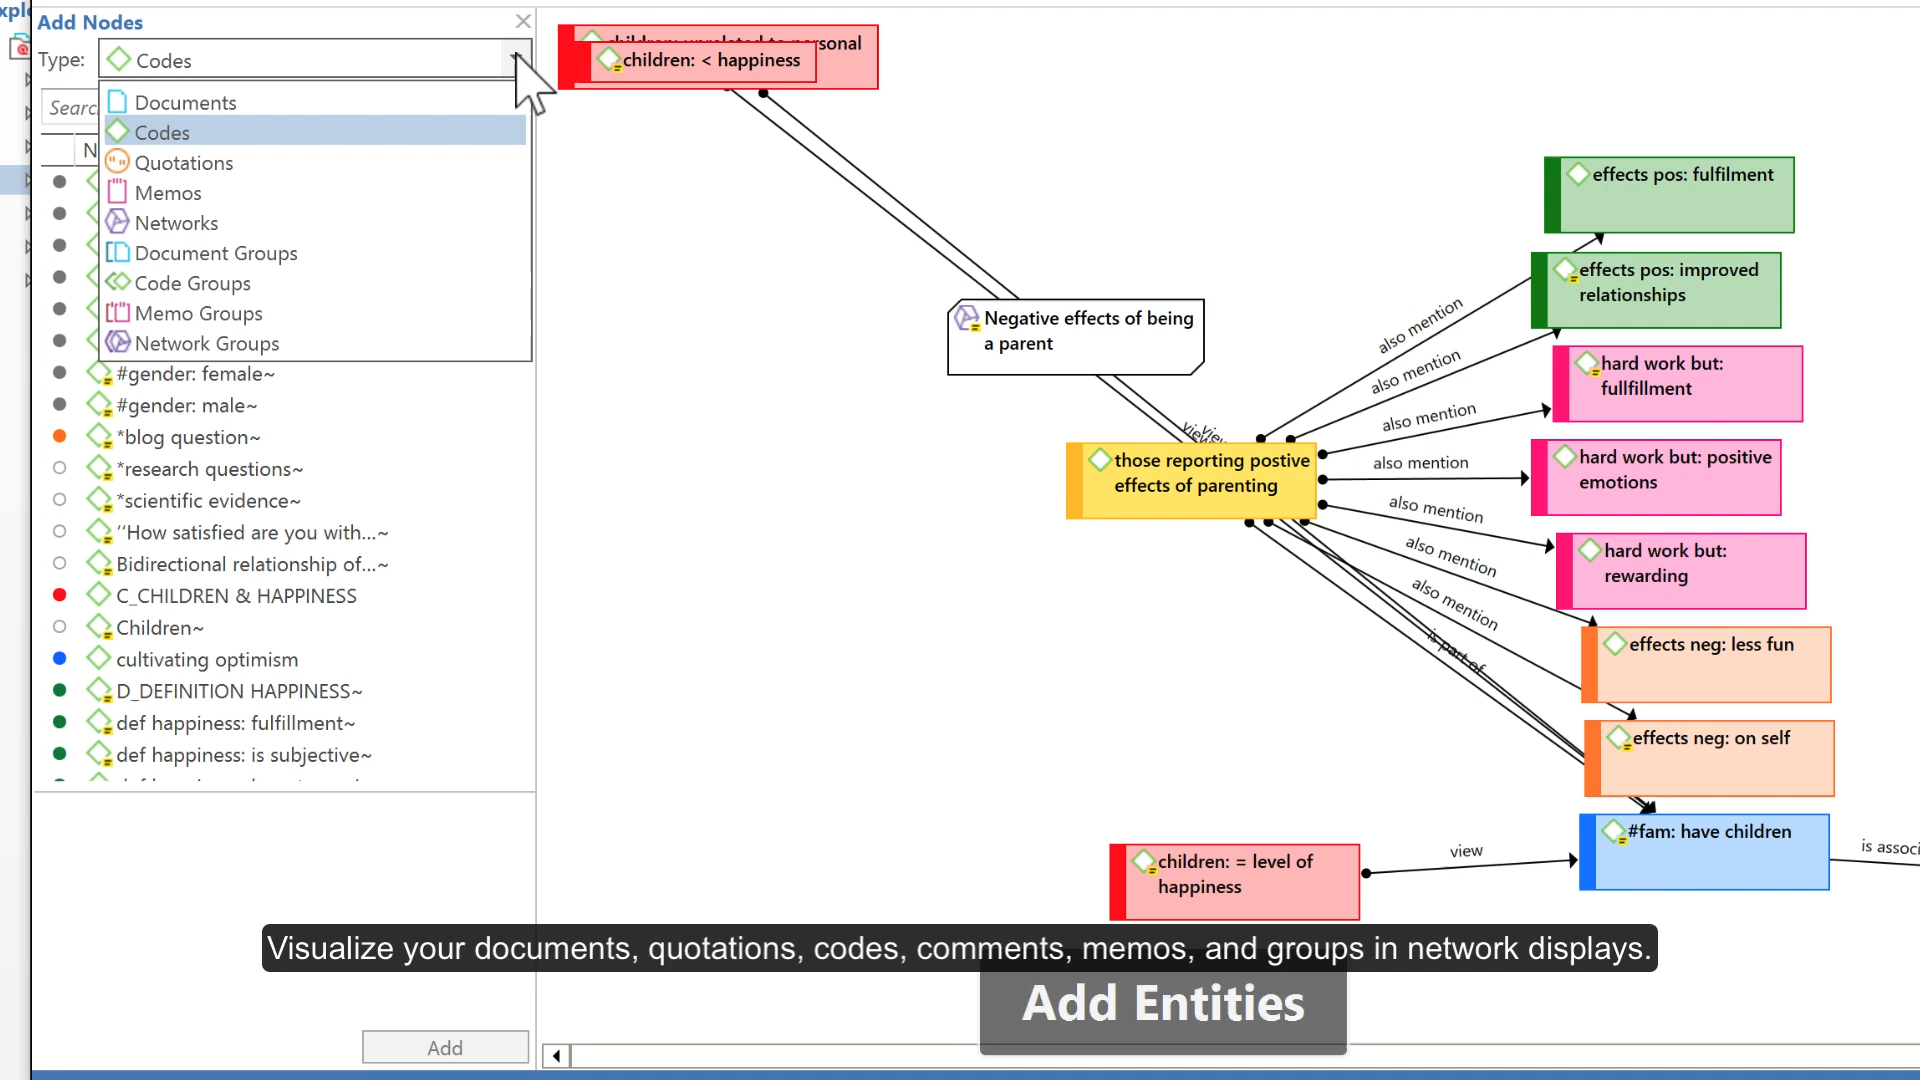 xpl
Add Nodes
Type:
Codes
Searc
Documents
Codes
Quotations
Memos
Networks
Document Groups
Code Groups
Memo Groups
Network Groups
N
#gender: female~
#gender: male~
*blog question~
*research questions~
*scientific evidence~
‘‘How satisfied are you with...~
Bidirectional relationship of...~
C_CHILDREN & HAPPINESS
Children~
cultivating optimism
D_DEFINITION HAPPINESS~
def happiness: fulfillment~
def happiness: is subjective~
Add
children: unrelated to personal
children: < happiness
Negative effects of being
a parent
view
view
those reporting postive
effects of parenting
also mention
also mention
also mention
also mention
also mention
also mention
also mention
is part of
effects pos: fulfilment
effects pos: improved
relationships
hard work but:
fullfillment
hard work but: positive
emotions
hard work but:
rewarding
effects neg: less fun
effects neg: on self
#fam: have children
is associ
children: = level of
happiness
view
Visualize your documents, quotations, codes, comments, memos, and groups in network displays.
Add Entities